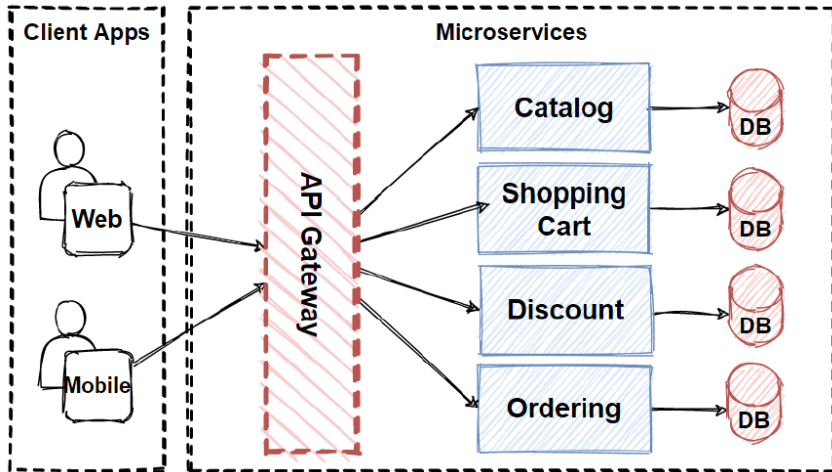 Client Apps
Microservices
Web
Mobile
API Gateway
Catalog
DB
Shopping
Cart
DB
Discount
DB
Ordering
DB